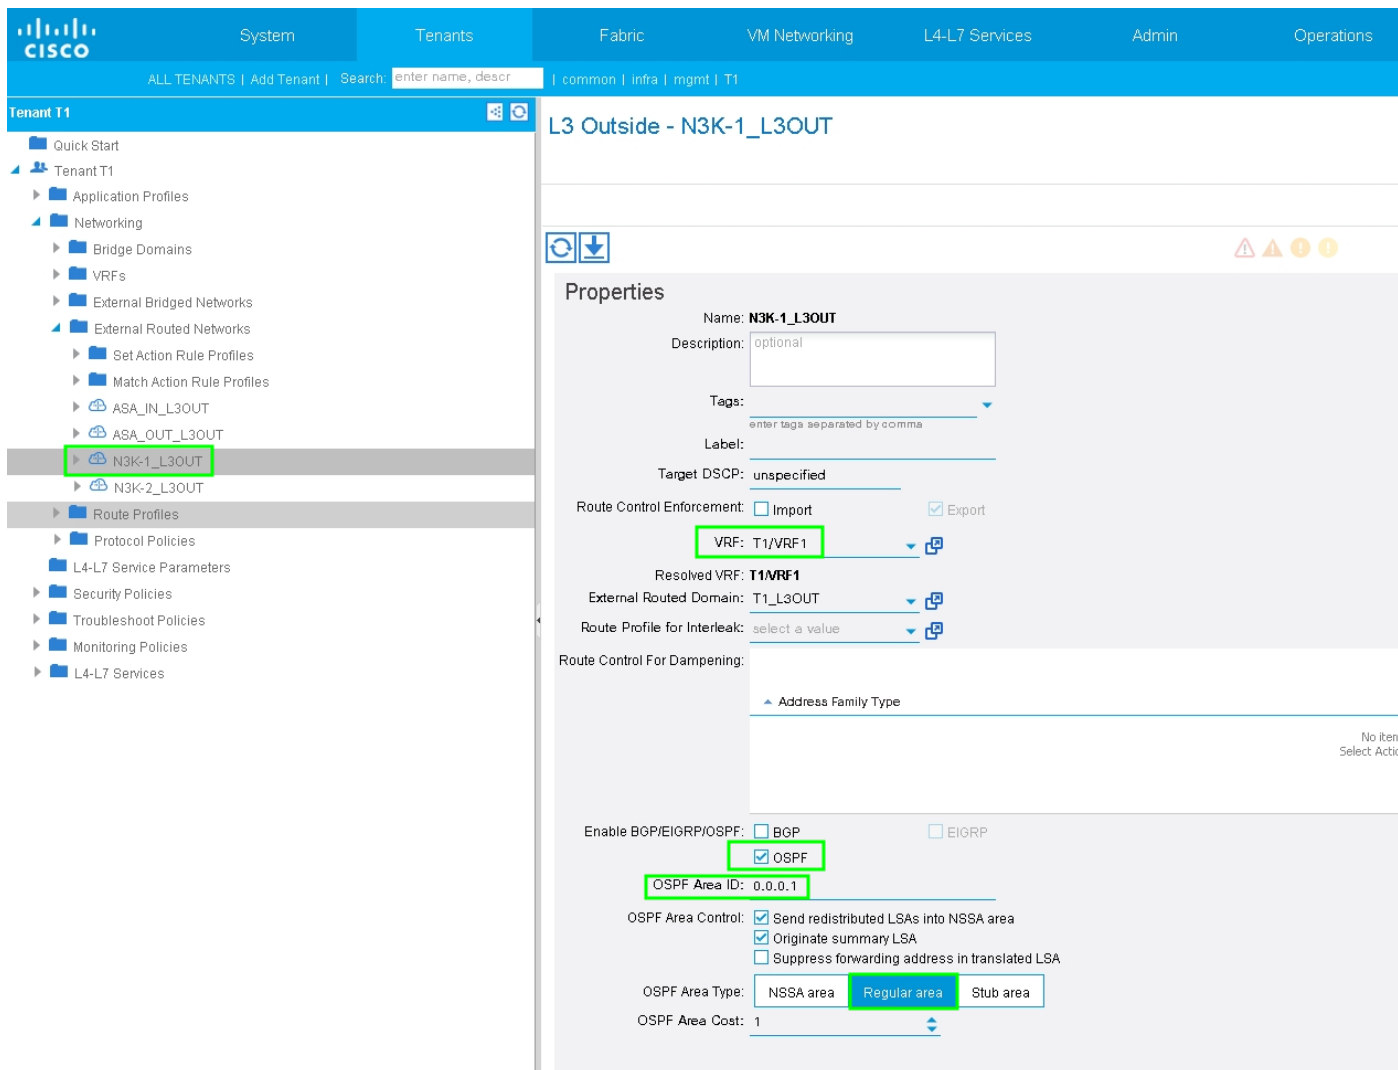 CISCO
System Tenants Fabric VM Networking L4-L7 Services Admin Operations
ALL TENANTS | Add Tenant | Search: enter name, descr | common | infra | mgmt | T1
Tenant T1
Quick Start
Tenant T1
Application Profiles
Networking
Bridge Domains
VRFs
External Bridged Networks
External Routed Networks
Set Action Rule Profiles
Match Action Rule Profiles
ASA_IN_L3OUT
ASA_OUT_L3OUT
N3K-1_L3OUT
N3K-2_L3OUT
Route Profiles
Protocol Policies
L4-L7 Service Parameters
Security Policies
Troubleshoot Policies
Monitoring Policies
L4-L7 Services
L3 Outside - N3K-1_L3OUT
Properties
Name: N3K-1_L3OUT
Description: optional
Tags:
enter tags separated by comma
Label:
Target DSCP: unspecified
Route Control Enforcement: Import Export
VRF: T1/VRF1
Resolved VRF: T1/VRF1
External Routed Domain: T1_L3OUT
Route Profile for Interleak: select a value
Route Control For Dampening:
Address Family Type
No iten
Select Actic
Enable BGP/EIGRP/OSPF: BGP EIGRP
OSPF
OSPF Area ID: 0.0.0.1
OSPF Area Control: Send redistributed LSAs into NSSA area
Originate summary LSA
Suppress forwarding address in translated LSA
OSPF Area Type: NSSA area Regular area Stub area
OSPF Area Cost: 1